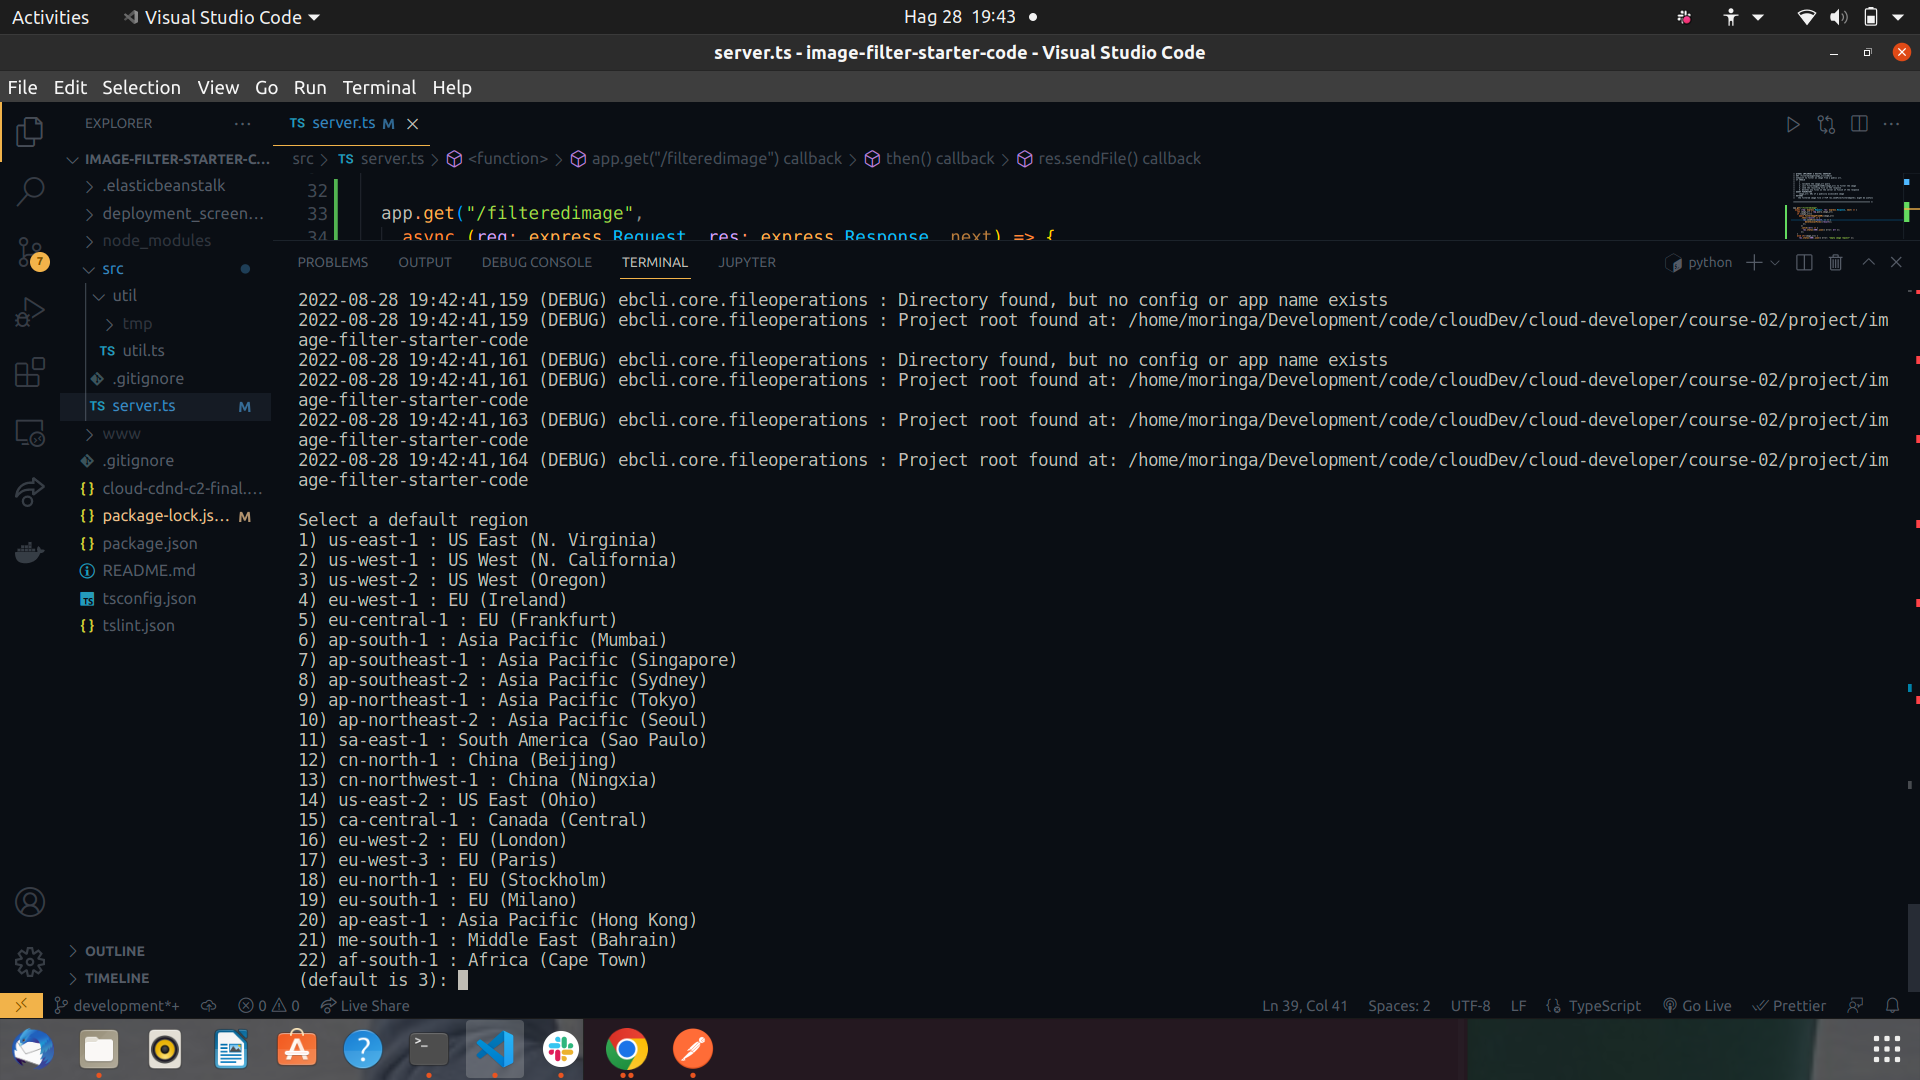 Activities
Visual Studio Code
Hag 28 19:43
server.ts - image-filter-starter-code - Visual Studio Code
File Edit Selection View Go Run Terminal Help
EXPLORER
IMAGE-FILTER-STARTER-C...
.elasticbeanstalk
deployment_screen...
node_modules
src
util
tmp
TS util.ts
.gitignore
TS server.ts M
www
.gitignore
{} cloud-cdnd-c2-final....
{} package-lock.js... M
{} package.json
README.md
TS tsconfig.json
{} tslint.json
OUTLINE
TIMELINE
7
TS server.ts M
src > TS server.ts > <function> > app.get("/filteredimage") callback > then() callback > res.sendFile() callback
32
33 app.get("/filteredimage",
34 async (req: express.Request, res: express.Response, next) => {
PROBLEMS OUTPUT DEBUG CONSOLE TERMINAL JUPYTER
python
2022-08-28 19:42:41,159 (DEBUG) ebcli.core.fileoperations : Directory found, but no config or app name exists
2022-08-28 19:42:41,159 (DEBUG) ebcli.core.fileoperations : Project root found at: /home/moringa/Development/code/cloudDev/cloud-developer/course-02/project/im
age-filter-starter-code
2022-08-28 19:42:41,161 (DEBUG) ebcli.core.fileoperations : Directory found, but no config or app name exists
2022-08-28 19:42:41,161 (DEBUG) ebcli.core.fileoperations : Project root found at: /home/moringa/Development/code/cloudDev/cloud-developer/course-02/project/im
age-filter-starter-code
2022-08-28 19:42:41,163 (DEBUG) ebcli.core.fileoperations : Project root found at: /home/moringa/Development/code/cloudDev/cloud-developer/course-02/project/im
age-filter-starter-code
2022-08-28 19:42:41,164 (DEBUG) ebcli.core.fileoperations : Project root found at: /home/moringa/Development/code/cloudDev/cloud-developer/course-02/project/im
age-filter-starter-code
Select a default region
1) us-east-1 : US East (N. Virginia)
2) us-west-1 : US West (N. California)
3) us-west-2 : US West (Oregon)
4) eu-west-1 : EU (Ireland)
5) eu-central-1 : EU (Frankfurt)
6) ap-south-1 : Asia Pacific (Mumbai)
7) ap-southeast-1 : Asia Pacific (Singapore)
8) ap-southeast-2 : Asia Pacific (Sydney)
9) ap-northeast-1 : Asia Pacific (Tokyo)
10) ap-northeast-2 : Asia Pacific (Seoul)
11) sa-east-1 : South America (Sao Paulo)
12) cn-north-1 : China (Beijing)
13) cn-northwest-1 : China (Ningxia)
14) us-east-2 : US East (Ohio)
15) ca-central-1 : Canada (Central)
16) eu-west-2 : EU (London)
17) eu-west-3 : EU (Paris)
18) eu-north-1 : EU (Stockholm)
19) eu-south-1 : EU (Milano)
20) ap-east-1 : Asia Pacific (Hong Kong)
21) me-south-1 : Middle East (Bahrain)
22) af-south-1 : Africa (Cape Town)
(default is 3):
development*+ 0 0 Live Share
Ln 39, Col 41 Spaces: 2 UTF-8 LF {} TypeScript Go Live Prettier